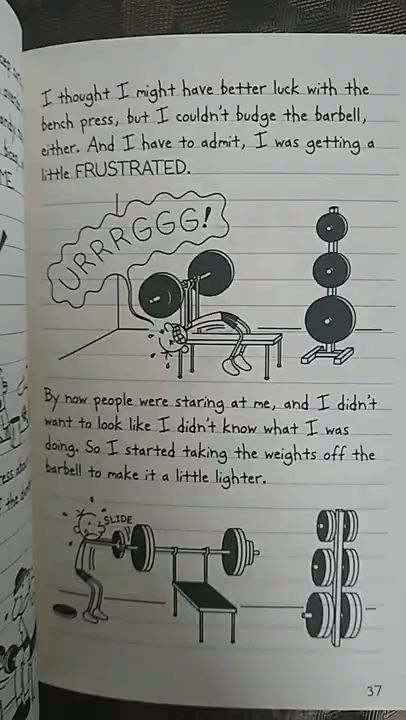 I thought I might have better luck with the
bench press, but I couldn't budge the barbell,
either. And I have to admit, I was getting a
little FRUSTRATED.
URRRGGG!
By now people were staring at me, and I didn't
want to look like I didn't know what I was
doing. So I started taking the weights off the
barbell to make it a little lighter.
SLIDE
37